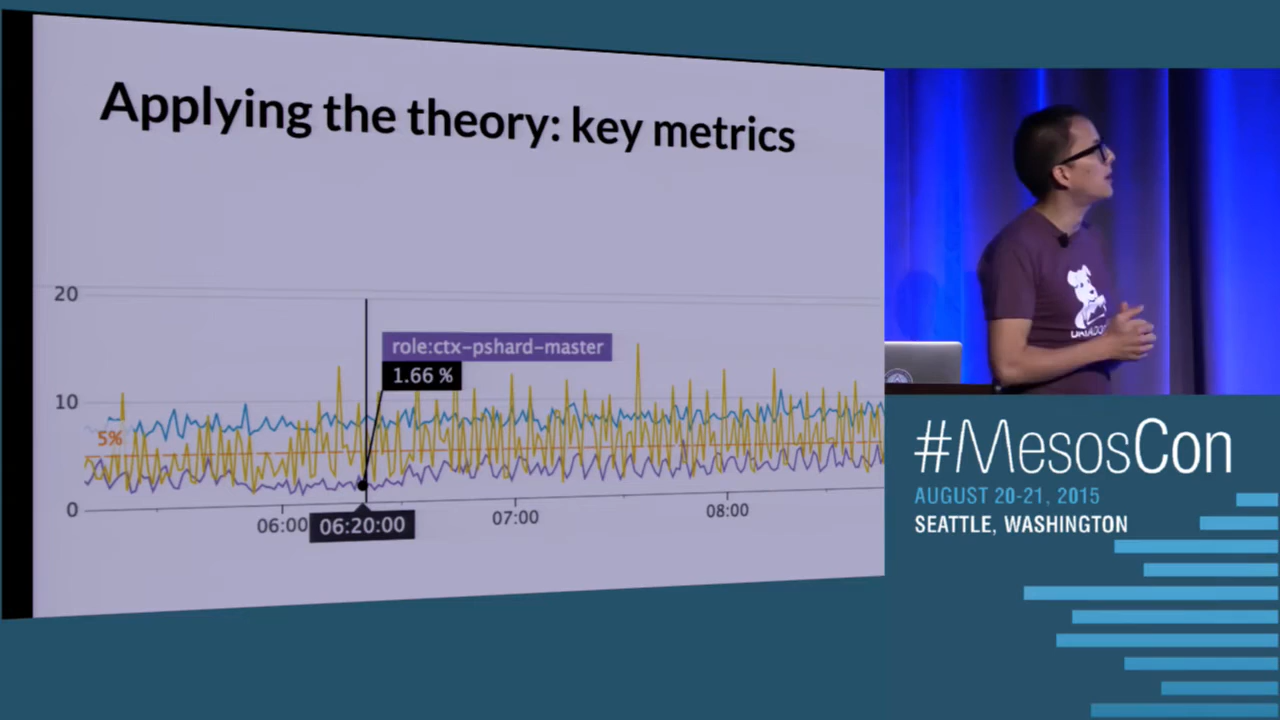 Applying the theory: key metrics
20
role:ctx-pshard-master
1.66 %
10
5%
0
06:00
06:20:00
07:00
08:00
#MesosCon
AUGUST 20-21, 2015
SEATTLE, WASHINGTON